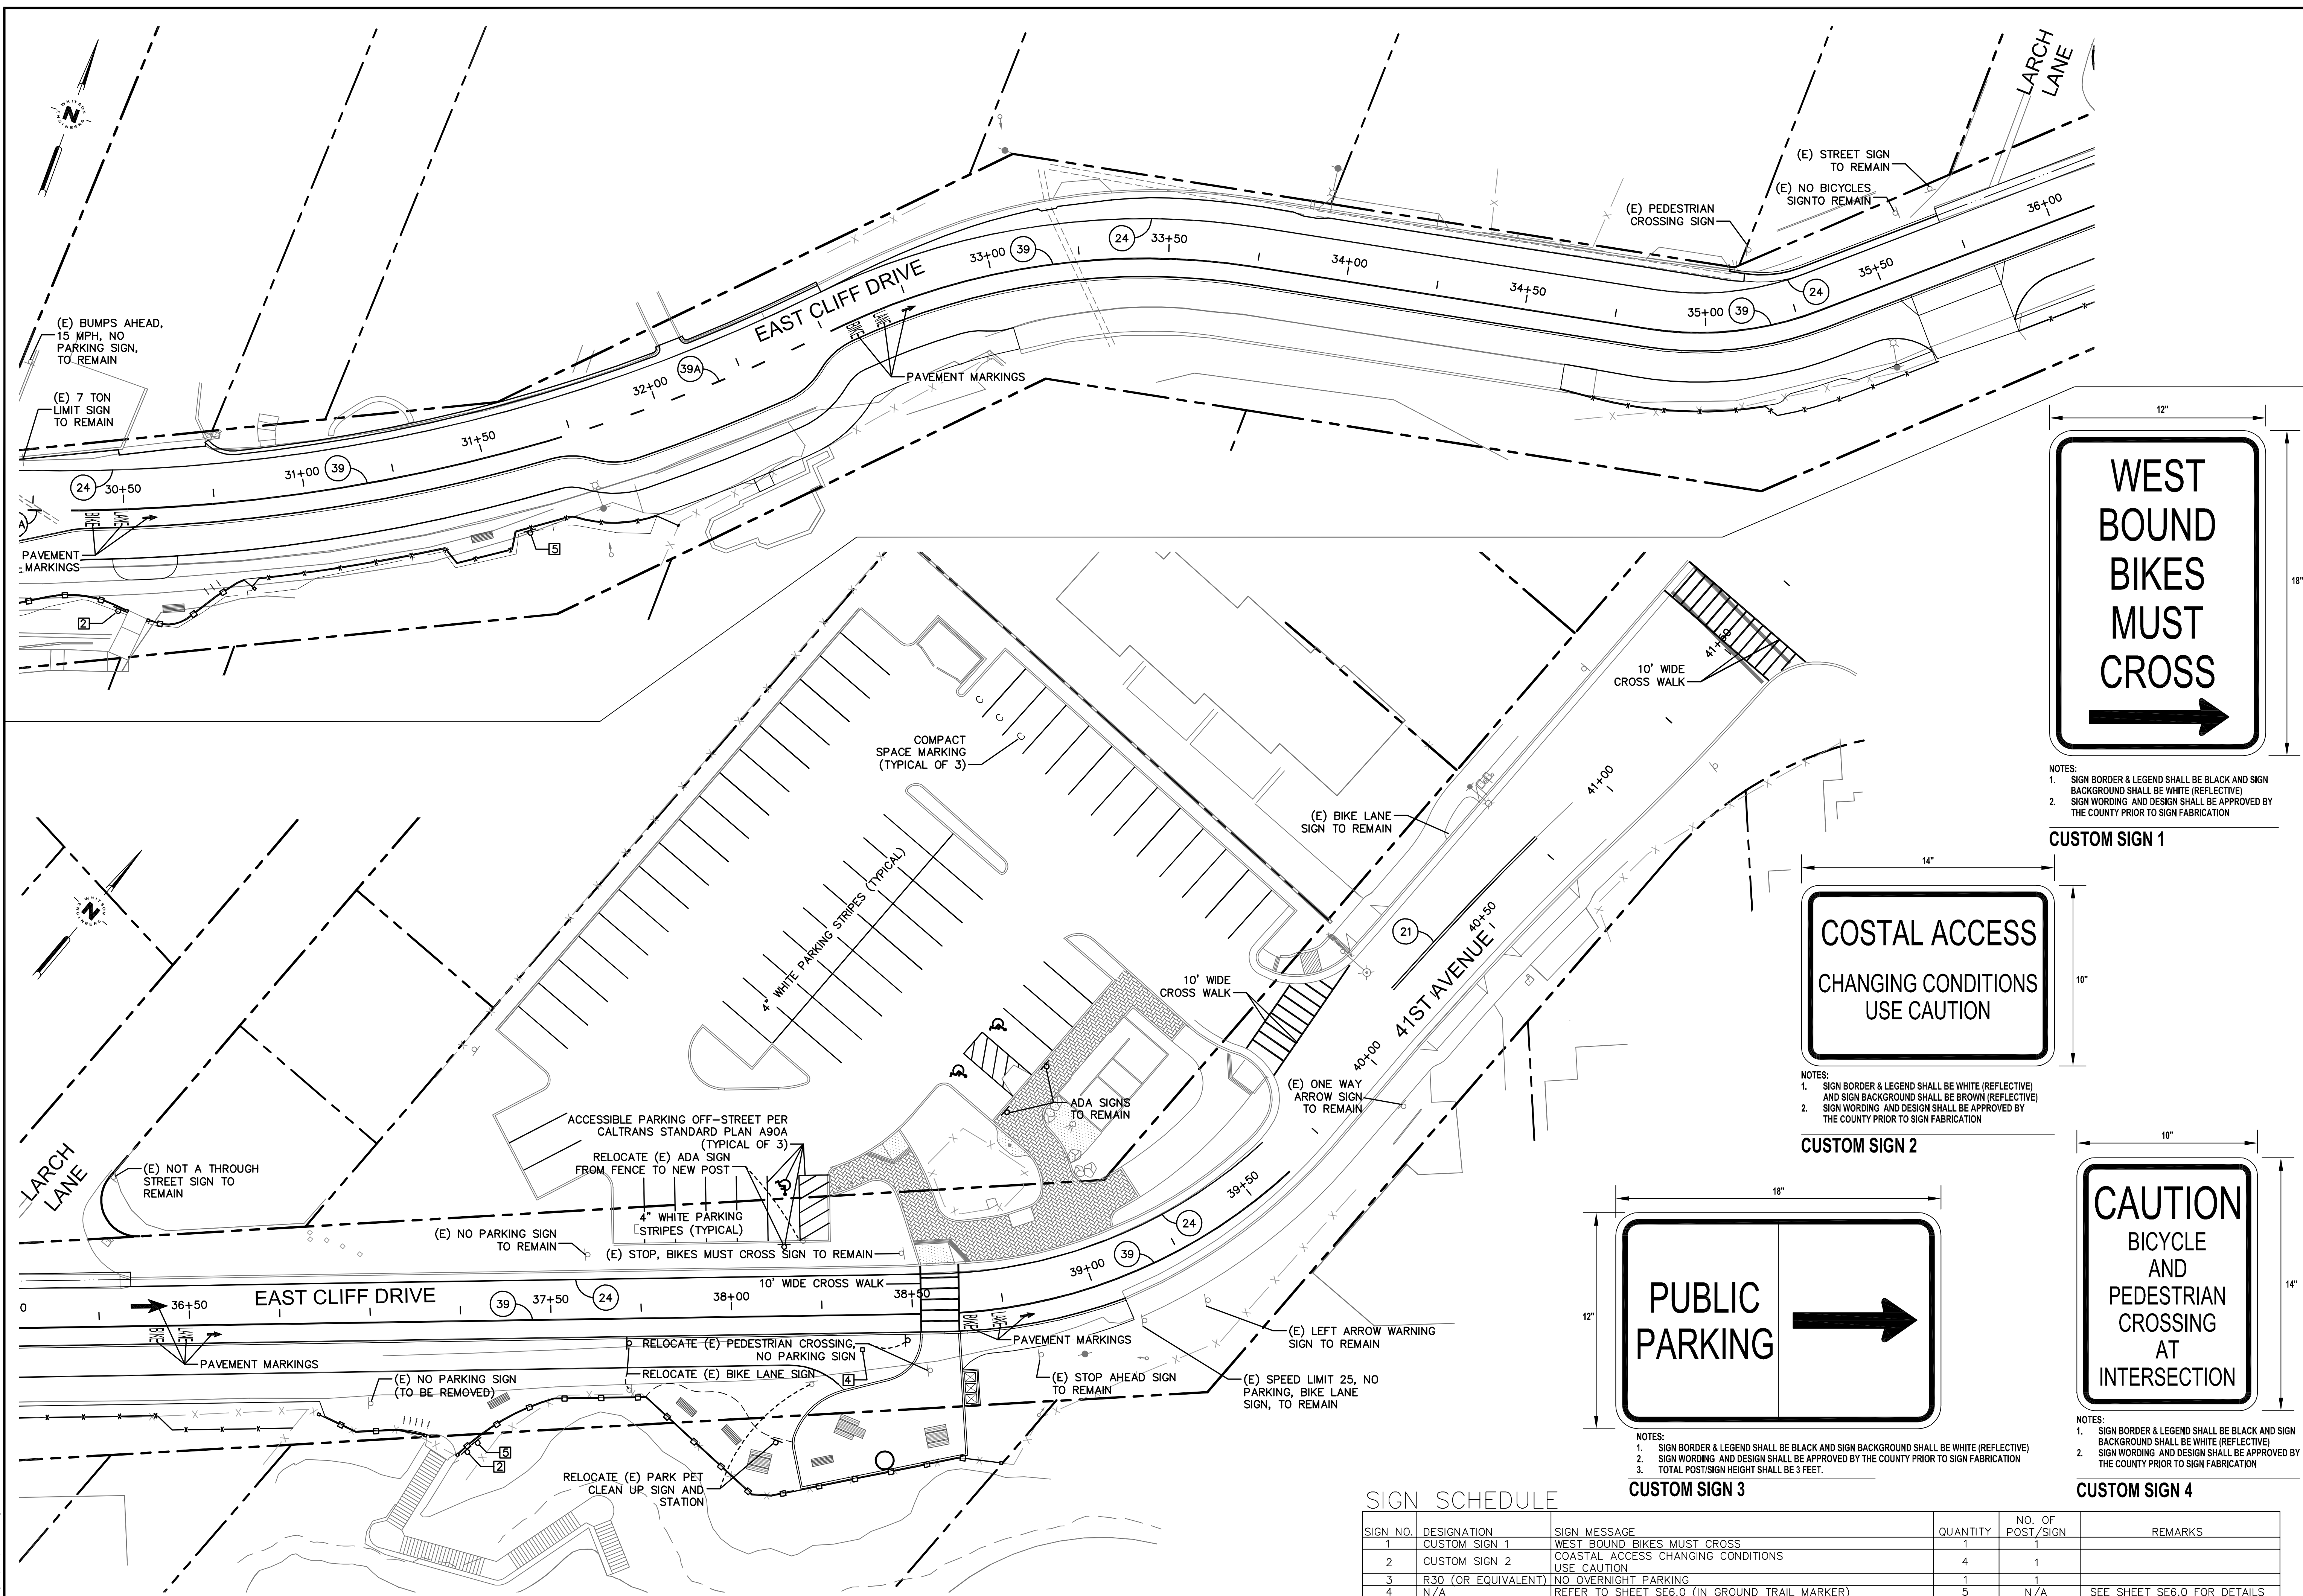 LARCH
LANE
N
WHITSON
ENGINEERS
(E) STREET SIGN
TO REMAIN
(E) NO BICYCLES
SIGNTO REMAIN
(E) PEDESTRIAN
CROSSING SIGN
36+00
35+50
24
35+00
39
34+50
34+00
33+50
24
39
33+00
EAST CLIFF DRIVE
BIKE
LANE
PAVEMENT MARKINGS
39A
32+00
31+50
39
31+00
(E) BUMPS AHEAD,
15 MPH, NO
PARKING SIGN,
TO REMAIN
(E) 7 TON
LIMIT SIGN
TO REMAIN
24
30+50
A
BIKE
LANE
PAVEMENT
MARKINGS
5
2
12"
WEST
BOUND
BIKES
MUST
CROSS
18"
NOTES:
1. SIGN BORDER & LEGEND SHALL BE BLACK AND SIGN
BACKGROUND SHALL BE WHITE (REFLECTIVE)
2. SIGN WORDING AND DESIGN SHALL BE APPROVED BY
THE COUNTY PRIOR TO SIGN FABRICATION
CUSTOM SIGN 1
14"
COSTAL ACCESS
CHANGING CONDITIONS
USE CAUTION
10"
NOTES:
1. SIGN BORDER & LEGEND SHALL BE WHITE (REFLECTIVE)
AND SIGN BACKGROUND SHALL BE BROWN (REFLECTIVE)
2. SIGN WORDING AND DESIGN SHALL BE APPROVED BY
THE COUNTY PRIOR TO SIGN FABRICATION
CUSTOM SIGN 2
18"
12"
PUBLIC
PARKING
NOTES:
1. SIGN BORDER & LEGEND SHALL BE BLACK AND SIGN BACKGROUND SHALL BE WHITE (REFLECTIVE)
2. SIGN WORDING AND DESIGN SHALL BE APPROVED BY THE COUNTY PRIOR TO SIGN FABRICATION
3. TOTAL POST/SIGN HEIGHT SHALL BE 3 FEET.
CUSTOM SIGN 3
10"
CAUTION
BICYCLE
AND
PEDESTRIAN
CROSSING
AT
INTERSECTION
14"
NOTES:
1. SIGN BORDER & LEGEND SHALL BE BLACK AND SIGN
BACKGROUND SHALL BE WHITE (REFLECTIVE)
2. SIGN WORDING AND DESIGN SHALL BE APPROVED BY
THE COUNTY PRIOR TO SIGN FABRICATION
CUSTOM SIGN 4
N
WHITSON
ENGINEERS
41+50
10' WIDE
CROSS WALK
41+00
C
C
C
COMPACT
SPACE MARKING
(TYPICAL OF 3)
(E) BIKE LANE
SIGN TO REMAIN
4" WHITE PARKING STRIPES (TYPICAL)
21
40+50
41ST AVENUE
10' WIDE
CROSS WALK
40+00
(E) ONE WAY
ARROW SIGN
TO REMAIN
ADA SIGNS
TO REMAIN
ACCESSIBLE PARKING OFF-STREET PER
CALTRANS STANDARD PLAN A90A
(TYPICAL OF 3)
RELOCATE (E) ADA SIGN
FROM FENCE TO NEW POST
4" WHITE PARKING
STRIPES (TYPICAL)
LARCH
LANE
(E) NOT A THROUGH
STREET SIGN TO
REMAIN
(E) NO PARKING SIGN
TO REMAIN
(E) STOP, BIKES MUST CROSS SIGN TO REMAIN
10' WIDE CROSS WALK
39+50
24
39
39+00
0
36+50
EAST CLIFF DRIVE
39
37+50
24
38+00
38+50
BIKE
LANE
PAVEMENT MARKINGS
BIKE
LANE
PAVEMENT MARKINGS
RELOCATE (E) PEDESTRIAN CROSSING,
NO PARKING SIGN
RELOCATE (E) BIKE LANE SIGN
4
(E) NO PARKING SIGN
(TO BE REMOVED)
(E) STOP AHEAD SIGN
TO REMAIN
(E) LEFT ARROW WARNING
SIGN TO REMAIN
(E) SPEED LIMIT 25, NO
PARKING, BIKE LANE
SIGN, TO REMAIN
5
2
RELOCATE (E) PARK PET
CLEAN UP SIGN AND
STATION
SIGN SCHEDULE
SIGN NO. DESIGNATION SIGN MESSAGE QUANTITY NO. OF POST/SIGN REMARKS
1 CUSTOM SIGN 1 WEST BOUND BIKES MUST CROSS 1 1
2 CUSTOM SIGN 2 COASTAL ACCESS CHANGING CONDITIONS USE CAUTION 4 1
3 R30 (OR EQUIVALENT) NO OVERNIGHT PARKING 1 1
4 N/A REFER TO SHEET SE6.0 (IN GROUND TRAIL MARKER) 5 N/A SEE SHEET SE6.0 FOR DETAILS